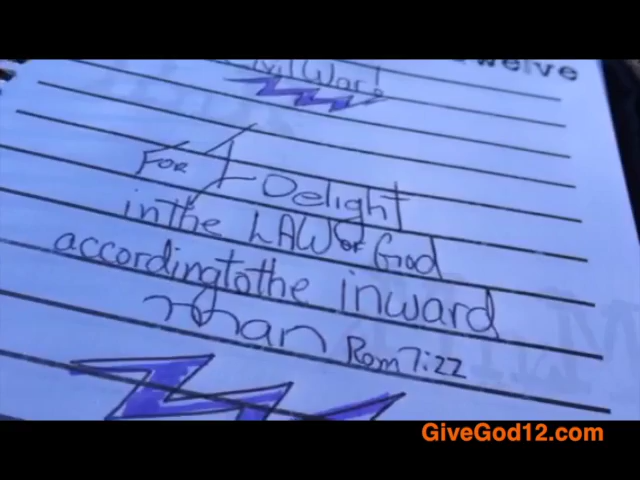 Civil War!
Twelve
FOR I Delight
in the LAW of God
according to the inward
man Rom 7:22
GiveGod12.com